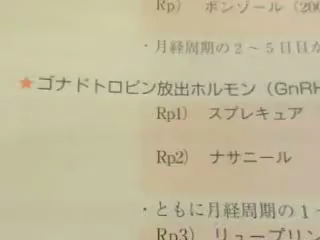 Rp) ボンゾール（200
・月経周期の２～５日目か
★ゴナドトロピン放出ホルモン（GnRH
Rp1) スプレキュア
Rp2) ナサニール
・ともに月経周期の１～
Rp3) リュープリン